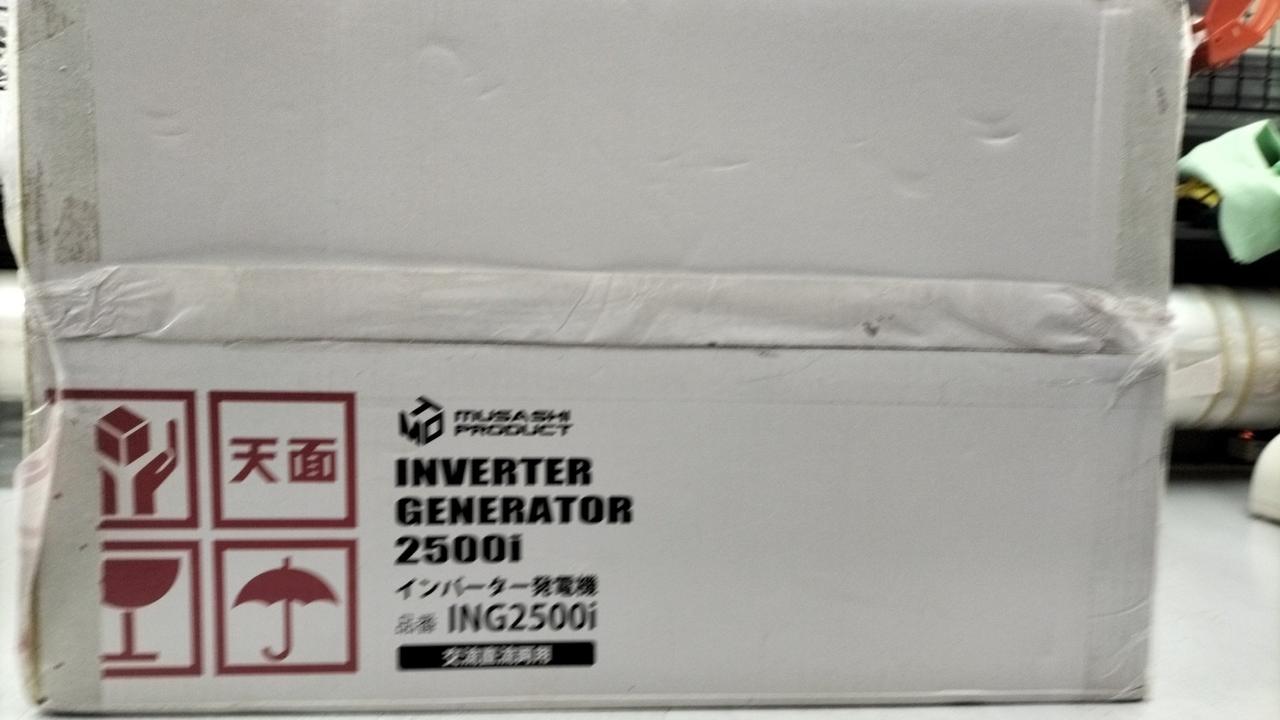 天面
MUSASHI
PRODUCT
INVERTER
GENERATOR
2500i
インバーター発電機
品番 ING2500i
交流直流両用